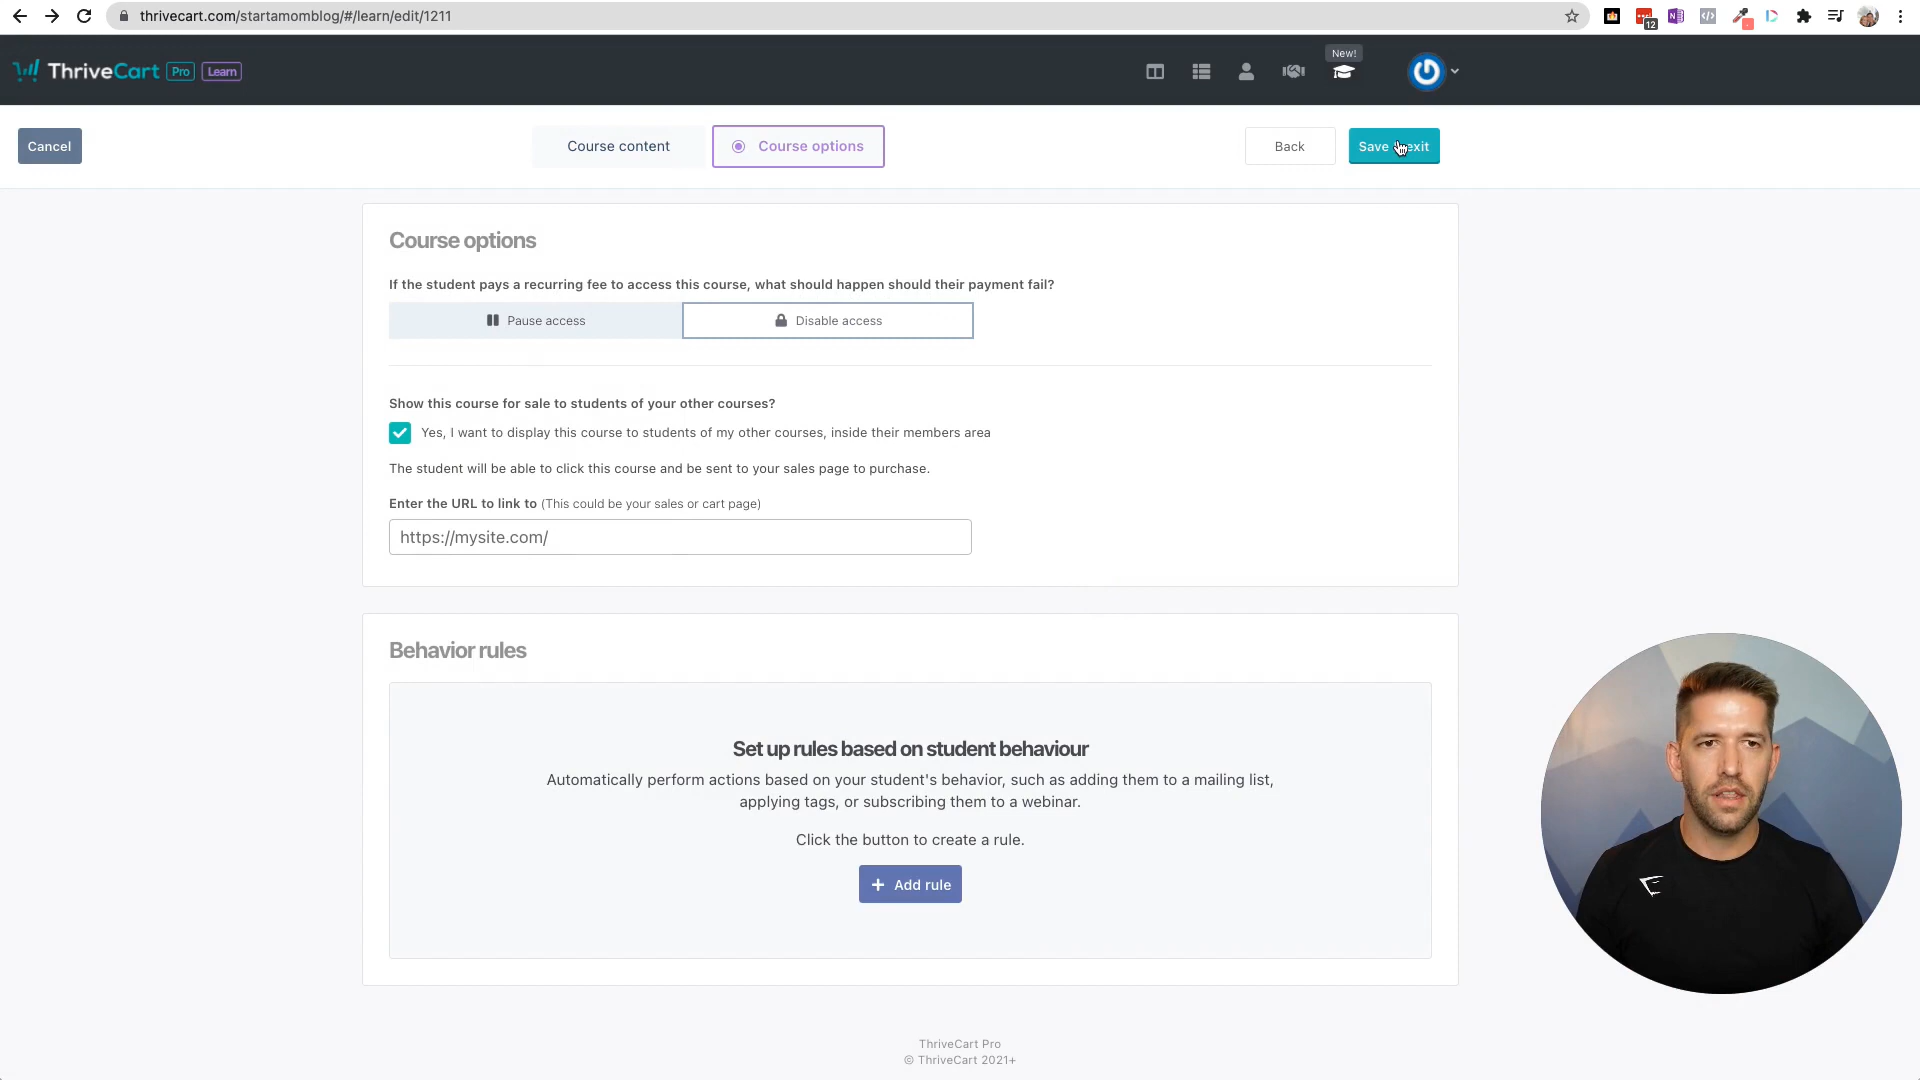 thrivecart.com/startamomblog/#/learn/edit/1211
12
New!
ThriveCart Pro Learn
Cancel
Course content
Course options
Back
Save exit
Course options
If the student pays a recurring fee to access this course, what should happen should their payment fail?
Pause access
Disable access
Show this course for sale to students of your other courses?
Yes, I want to display this course to students of my other courses, inside their members area
The student will be able to click this course and be sent to your sales page to purchase.
Enter the URL to link to (This could be your sales or cart page)
https://mysite.com/
Behavior rules
Set up rules based on student behaviour
Automatically perform actions based on your student's behavior, such as adding them to a mailing list,
applying tags, or subscribing them to a webinar.
Click the button to create a rule.
+ Add rule
ThriveCart Pro
© ThriveCart 2021+